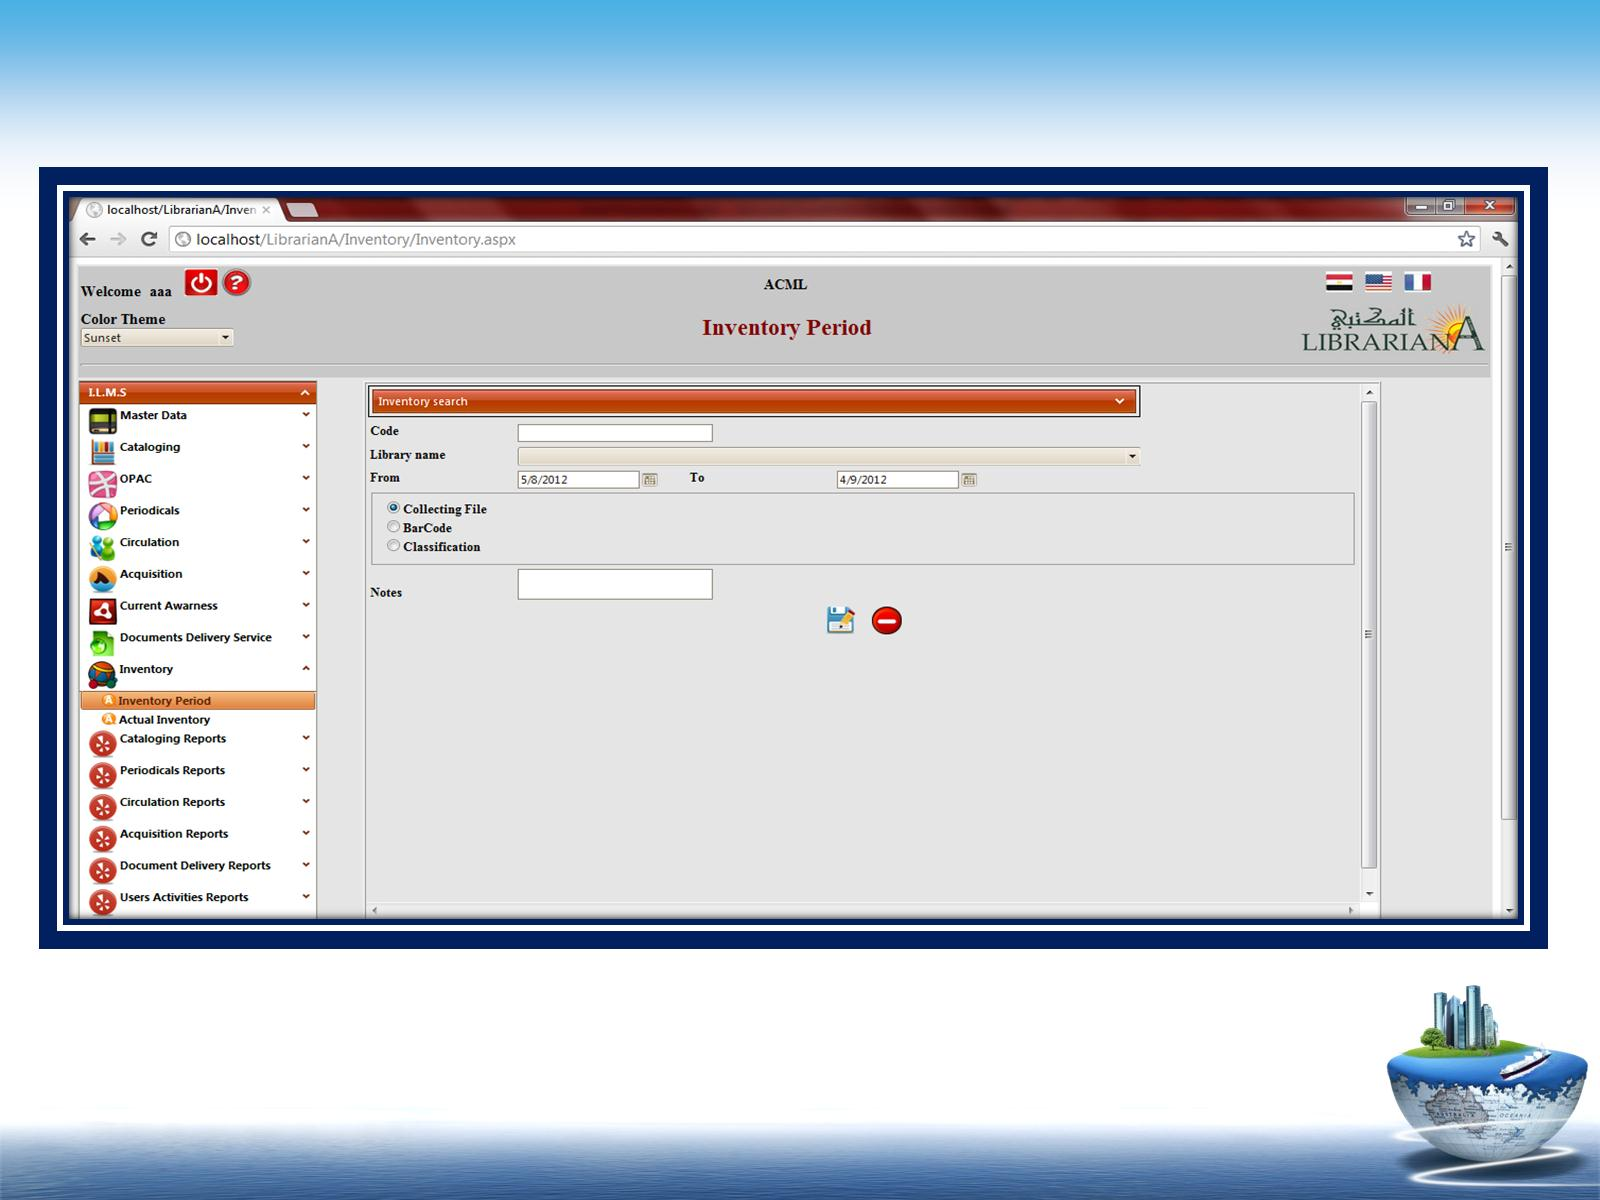 localhost/LibrarianA/Inven
localhost/LibrarianA/Inventory/Inventory.aspx
Welcome aaa
ACML
Color Theme
Sunset
Inventory Period
المكتبي
LIBRARIANA
I.L.M.S
Master Data
Cataloging
OPAC
Periodicals
Circulation
Acquisition
Current Awarness
Documents Delivery Service
Inventory
Inventory Period
Actual Inventory
Cataloging Reports
Periodicals Reports
Circulation Reports
Acquisition Reports
Document Delivery Reports
Users Activities Reports
Inventory search
Code
Library name
From 5/8/2012 To 4/9/2012
Collecting File
BarCode
Classification
Notes
AUSTRALIA
OCEANIA